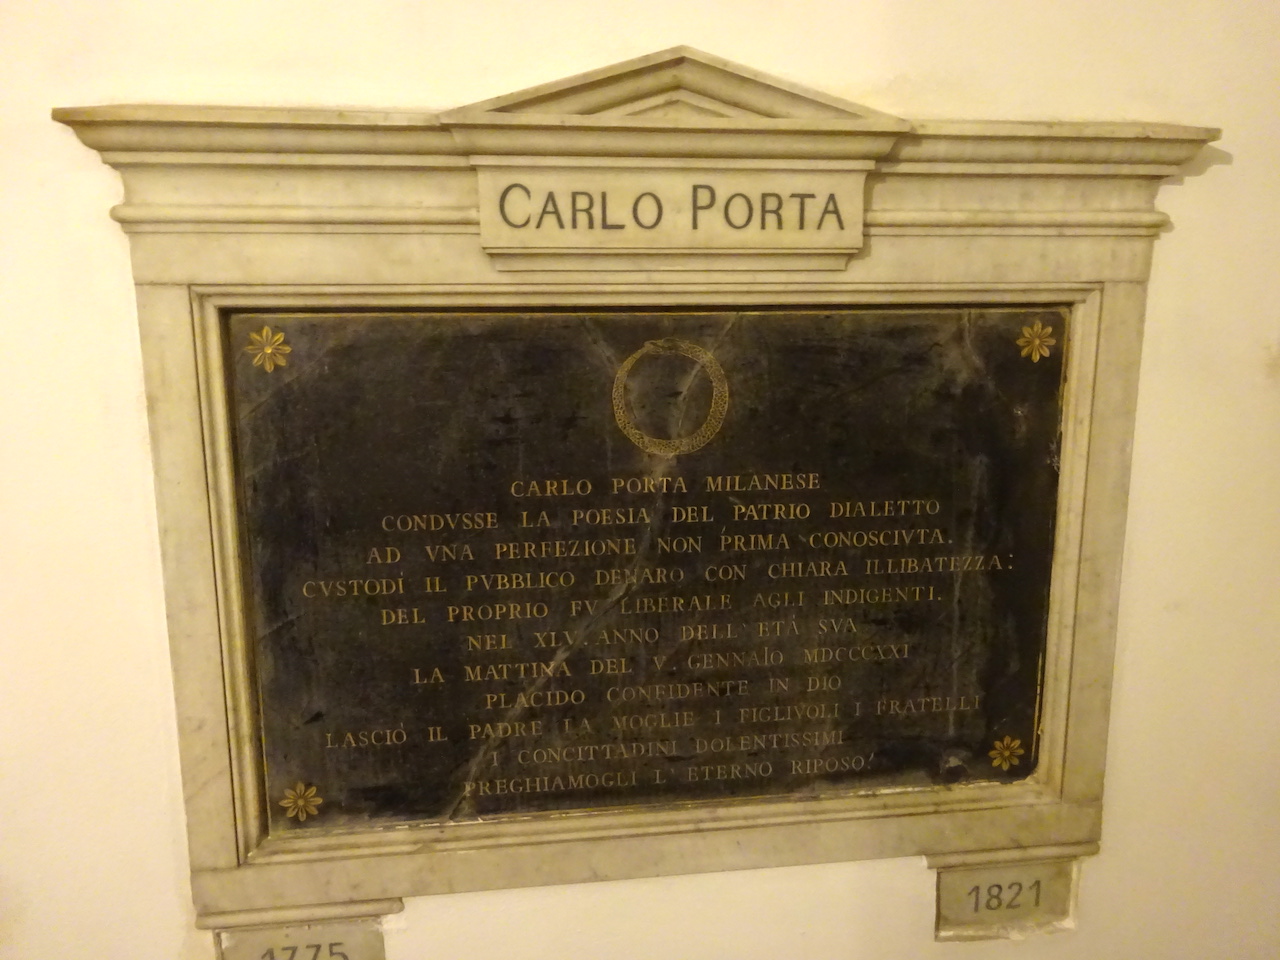 CARLO PORTA
CARLO PORTA MILANESE
CONDVSSE LA POESIA DEL PATRIO DIALETTO
AD VNA PERFEZIONE NON PRIMA CONOSCIVTA.
CVSTODÌ IL PVBBLICO DENARO CON CHIARA ILLIBATEZZA:
DEL PROPRIO FV LIBERALE AGLI INDIGENTI.
NEL XLV. ANNO DELL' ETÀ SVA
LA MATTINA DEL V. GENNAIO MDCCCXXI
PLACIDO CONFIDENTE IN DIO
LASCIÒ IL PADRE LA MOGLIE I FIGLIVOLI I FRATELLI
I CONCITTADINI DOLENTISSIMI
PREGHIAMOGLI L' ETERNO RIPOSO.
1775
1821